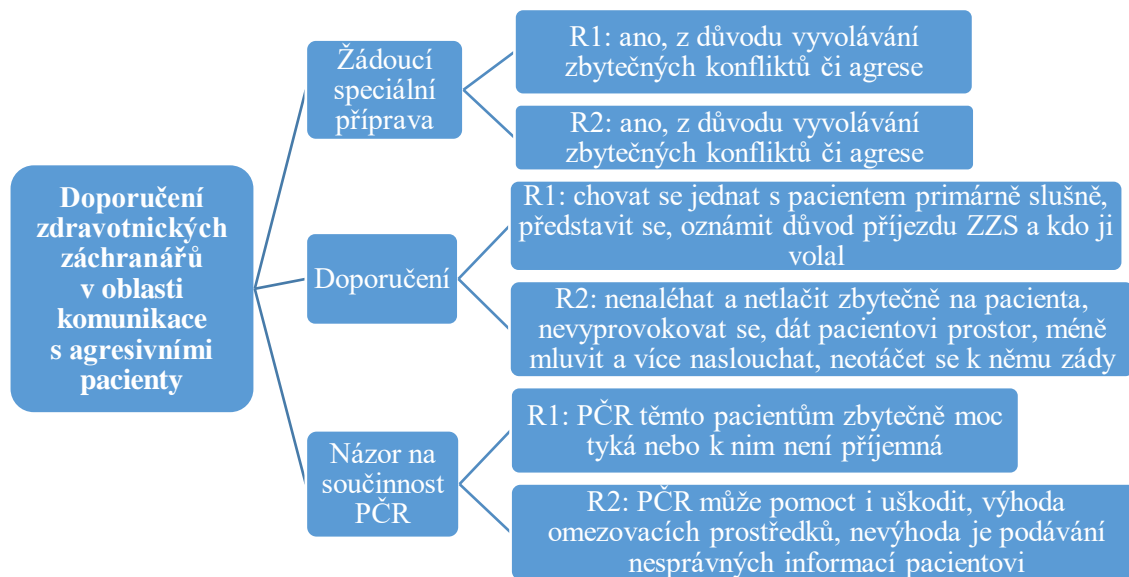 Doporučení
zdravotnických
záchranářů
v oblasti
komunikace
s agresivními
pacienty
Žádoucí
speciální
příprava
R1: ano, z důvodu vyvolávání
zbytečných konfliktů či agrese
R2: ano, z důvodu vyvolávání
zbytečných konfliktů či agrese
Doporučení
R1: chovat se jednat s pacientem primárně slušně,
představit se, oznámit důvod příjezdu ZZS a kdo ji
volal
R2: nenaléhat a netlačit zbytečně na pacienta,
nevyprovokovat se, dát pacientovi prostor, méně
mluvit a více naslouchat, neotáčet se k němu zády
Názor na
součinnost
PČR
R1: PČR těmto pacientům zbytečně moc
tyká nebo k nim není příjemná
R2: PČR může pomoct i uškodit, výhoda
omezovacích prostředků, nevýhoda je podávání
nesprávných informací pacientovi